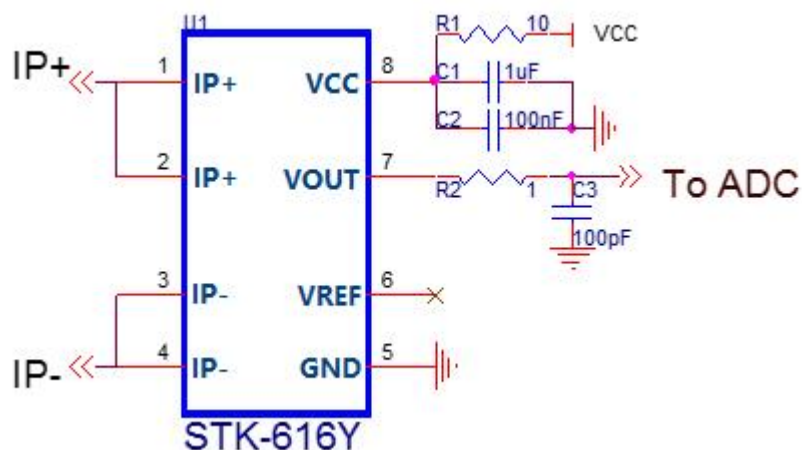 U1
R1 10 VCC
IP+
1 IP+ VCC 8
C1 1uF
C2 100nF
2 IP+ VOUT 7
R2 1 C3
To ADC
100pF
3 IP- VREF 6
IP-
4 IP- GND 5
STK-616Y